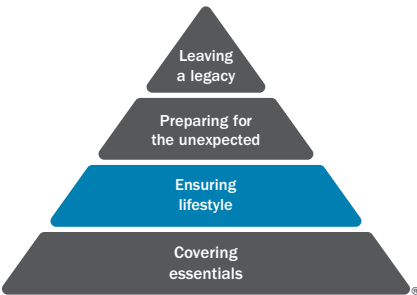 Leaving
a legacy
Preparing for
the unexpected
Ensuring
lifestyle
Covering
essentials
®